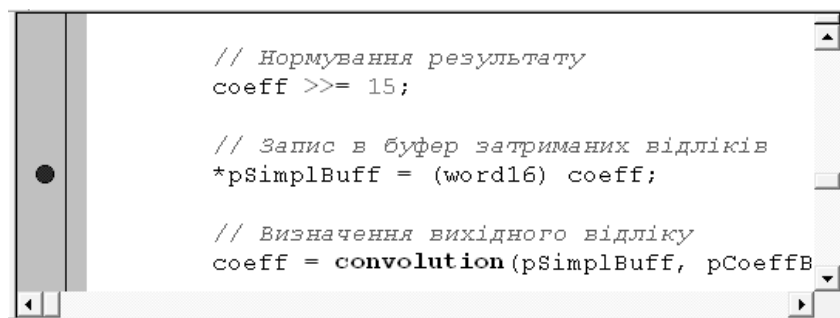 // Нормування результату
coeff >>= 15;
// Запис в буфер затриманих відліків
*pSimplBuff = (word16) coeff;
// Визначення вихідного відліку
coeff = convolution(pSimplBuff, pCoeffB